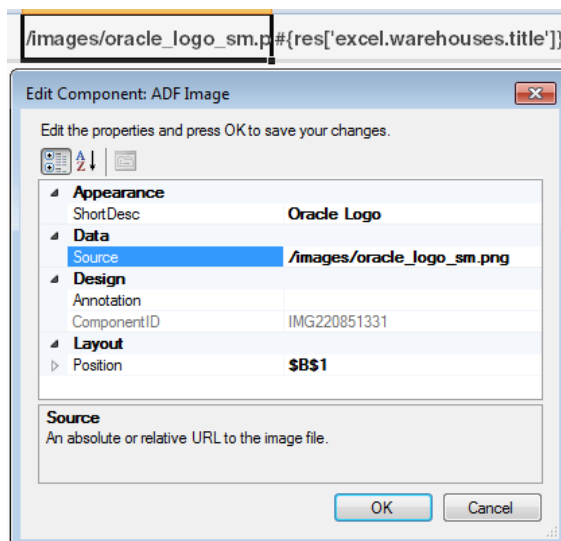 /images/oracle_logo_sm.p#{res['excel.warehouses.title']}
Edit Component: ADF Image
Edit the properties and press OK to save your changes.
Appearance
ShortDesc Oracle Logo
Data
Source /images/oracle_logo_sm.png
Design
Annotation
ComponentID IMG220851331
Layout
Position $B$1
Source
An absolute or relative URL to the image file.
OK Cancel